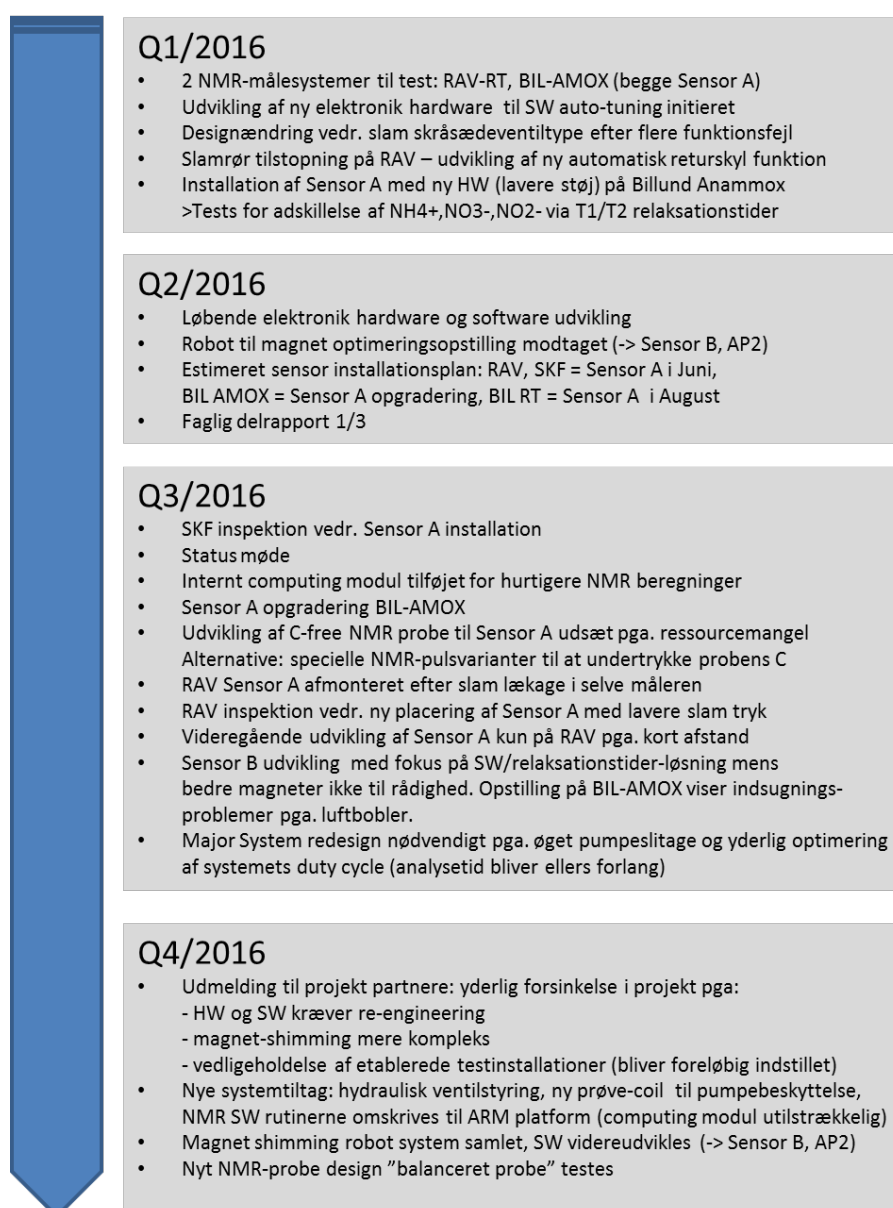 Q1/2016
• 2 NMR-målesystemer til test: RAV-RT, BIL-AMOX (begge Sensor A)
• Udvikling af ny elektronik hardware til SW auto-tuning initieret
• Designændring vedr. slam skråsædeventiltype efter flere funktionsfejl
• Slamrør tilstopning på RAV – udvikling af ny automatisk returskyl funktion
• Installation af Sensor A med ny HW (lavere støj) på Billund Anammox
>Tests for adskillelse af NH4+,NO3-,NO2- via T1/T2 relaksationstider
Q2/2016
• Løbende elektronik hardware og software udvikling
• Robot til magnet optimeringsopstilling modtaget (-> Sensor B, AP2)
• Estimeret sensor installationsplan: RAV, SKF = Sensor A i Juni,
BIL AMOX = Sensor A opgradering, BIL RT = Sensor A i August
• Faglig delrapport 1/3
Q3/2016
• SKF inspektion vedr. Sensor A installation
• Status møde
• Internt computing modul tilføjet for hurtigere NMR beregninger
• Sensor A opgradering BIL-AMOX
• Udvikling af C-free NMR probe til Sensor A udsæt pga. ressourcemangel
Alternative: specielle NMR-pulsvarianter til at undertrykke probens C
• RAV Sensor A afmonteret efter slam lækage i selve måleren
• RAV inspektion vedr. ny placering af Sensor A med lavere slam tryk
• Videregående udvikling af Sensor A kun på RAV pga. kort afstand
• Sensor B udvikling med fokus på SW/relaksationstider-løsning mens
bedre magneter ikke til rådighed. Opstilling på BIL-AMOX viser indsugnings-
problemer pga. luftbobler.
• Major System redesign nødvendigt pga. øget pumpeslitage og yderlig optimering
af systemets duty cycle (analysetid bliver ellers forlang)
Q4/2016
• Udmelding til projekt partnere: yderlig forsinkelse i projekt pga:
- HW og SW kræver re-engineering
- magnet-shimming mere kompleks
- vedligeholdelse af etablerede testinstallationer (bliver foreløbig indstillet)
• Nye systemtiltag: hydraulisk ventilstyring, ny prøve-coil til pumpebeskyttelse,
NMR SW rutinerne omskrives til ARM platform (computing modul utilstrækkelig)
• Magnet shimming robot system samlet, SW videreudvikles (-> Sensor B, AP2)
• Nyt NMR-probe design ”balanceret probe” testes